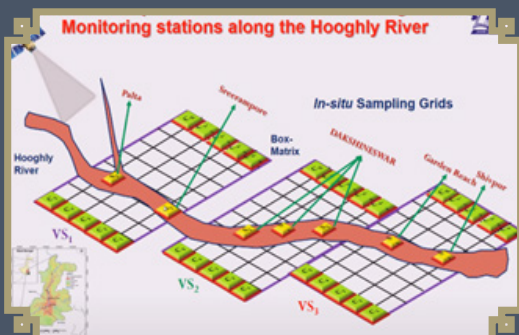 Monitoring stations along the Hooghly River
In-situ Sampling Grids
Palta
Sreerampore
Box-
Matrix
DAKSHINESWAR
Garden Reach
Shivpur
Hooghly
River
VS1
VS2
VS3